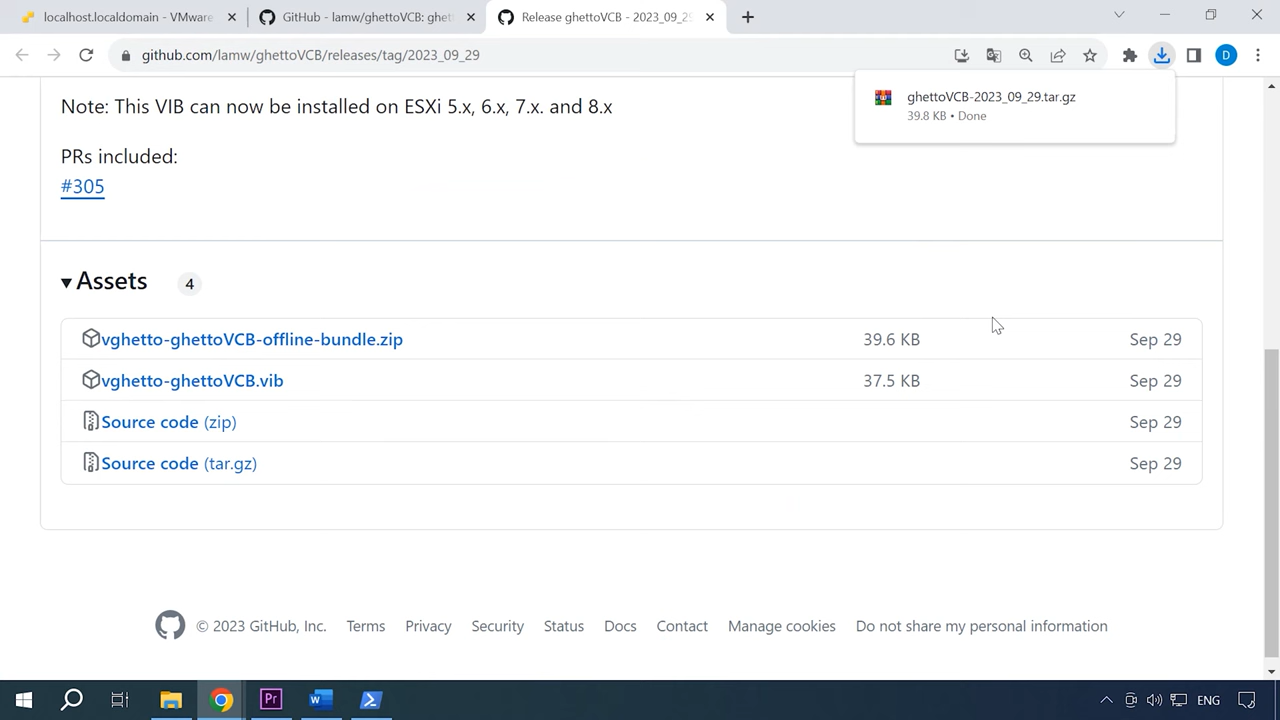 localhost.localdomain - VMware
GitHub - lamw/ghettoVCB: ghet
Release ghettoVCB - 2023_09_29
github.com/lamw/ghettoVCB/releases/tag/2023_09_29
D
ghettoVCB-2023_09_29.tar.gz
39.8 KB • Done
Note: This VIB can now be installed on ESXi 5.x, 6.x, 7.x. and 8.x
PRs included:
#305
Assets 4
vghetto-ghettoVCB-offline-bundle.zip 39.6 KB Sep 29
vghetto-ghettoVCB.vib 37.5 KB Sep 29
Source code (zip) Sep 29
Source code (tar.gz) Sep 29
© 2023 GitHub, Inc. Terms Privacy Security Status Docs Contact Manage cookies Do not share my personal information
Pr W ENG